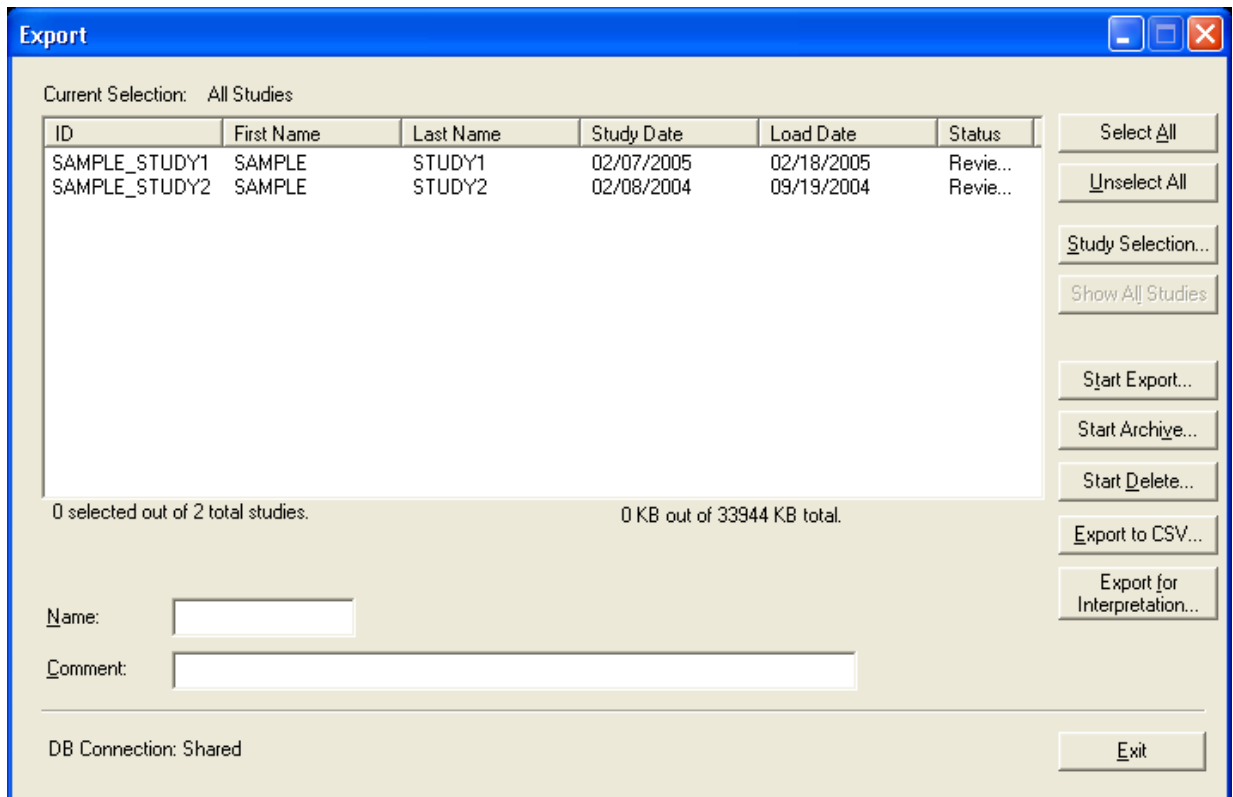 Export
Current Selection: All Studies
ID First Name Last Name Study Date Load Date Status
SAMPLE_STUDY1 SAMPLE STUDY1 02/07/2005 02/18/2005 Revie...
SAMPLE_STUDY2 SAMPLE STUDY2 02/08/2004 09/19/2004 Revie...
0 selected out of 2 total studies. 0 KB out of 33944 KB total.
Select All
Unselect All
Study Selection...
Show All Studies
Start Export...
Start Archive...
Start Delete...
Export to CSV...
Export for
Interpretation...
Name:
Comment:
DB Connection: Shared
Exit